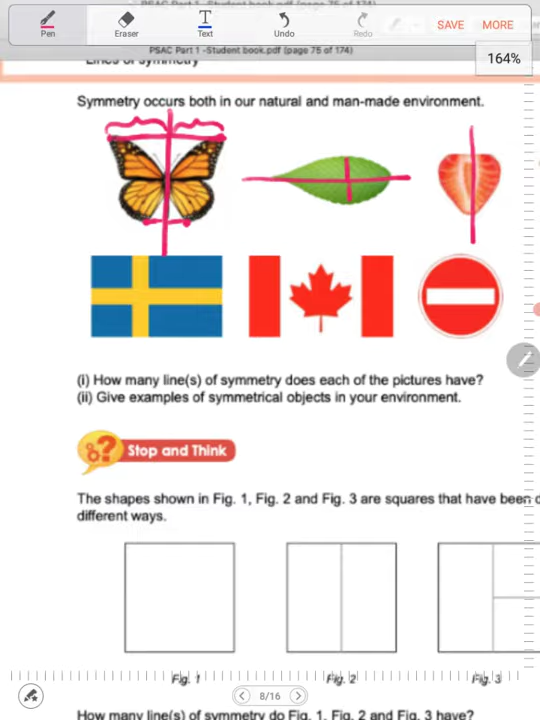 SAVE MORE
Pen Eraser Text Undo Redo
PSAC Part 1 -Student book.pdf (page 75 of 174)
164%
Lines of symmetry
Symmetry occurs both in our natural and man-made environment.
(i) How many line(s) of symmetry does each of the pictures have?
(ii) Give examples of symmetrical objects in your environment.
Stop and Think
The shapes shown in Fig. 1, Fig. 2 and Fig. 3 are squares that have been
different ways.
Fig. 1 Fig. 2 Fig. 3
8/16
How many line(s) of symmetry do Fig. 1, Fig. 2 and Fig. 3 have?